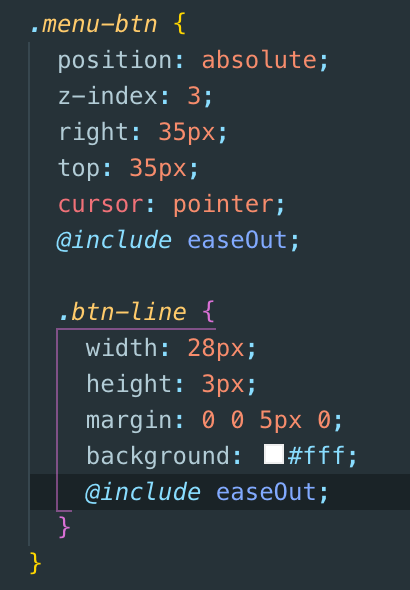 .menu-btn {
position: absolute;
z-index: 3;
right: 35px;
top: 35px;
cursor: pointer;
@include easeOut;
.btn-line {
width: 28px;
height: 3px;
margin: 0 0 5px 0;
background: #fff;
@include easeOut;
}
}